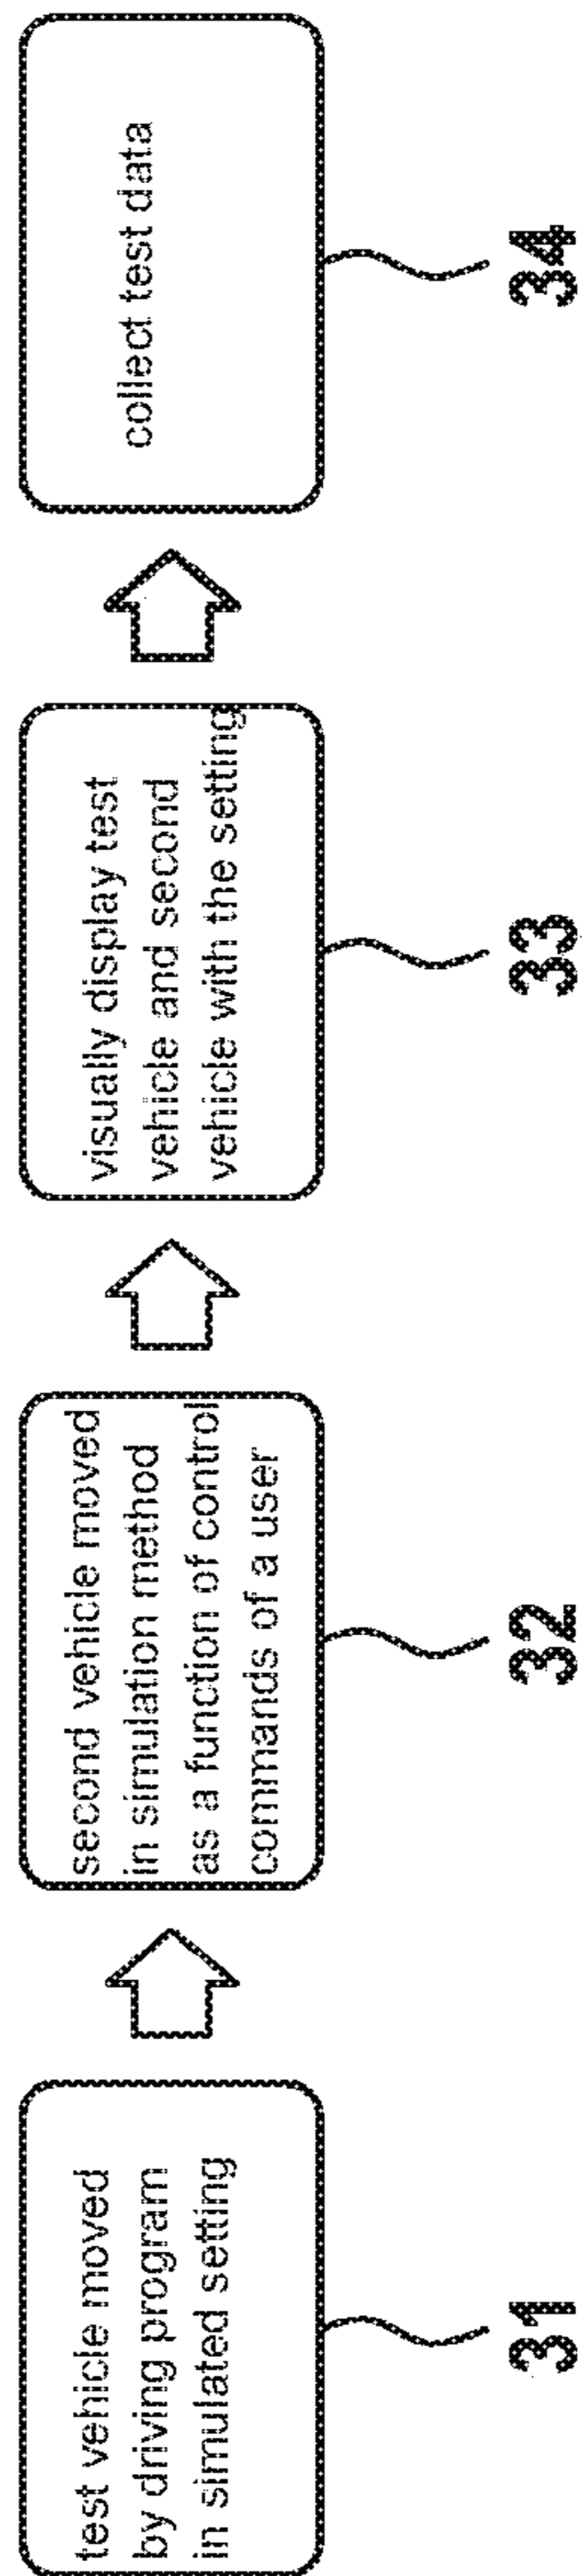 test vehicle moved
by driving program
in simulated setting
31
second vehicle moved
in simulation method
as a function of control
commands of a user
32
visually display test
vehicle and second
vehicle with the setting
33
collect test data
34